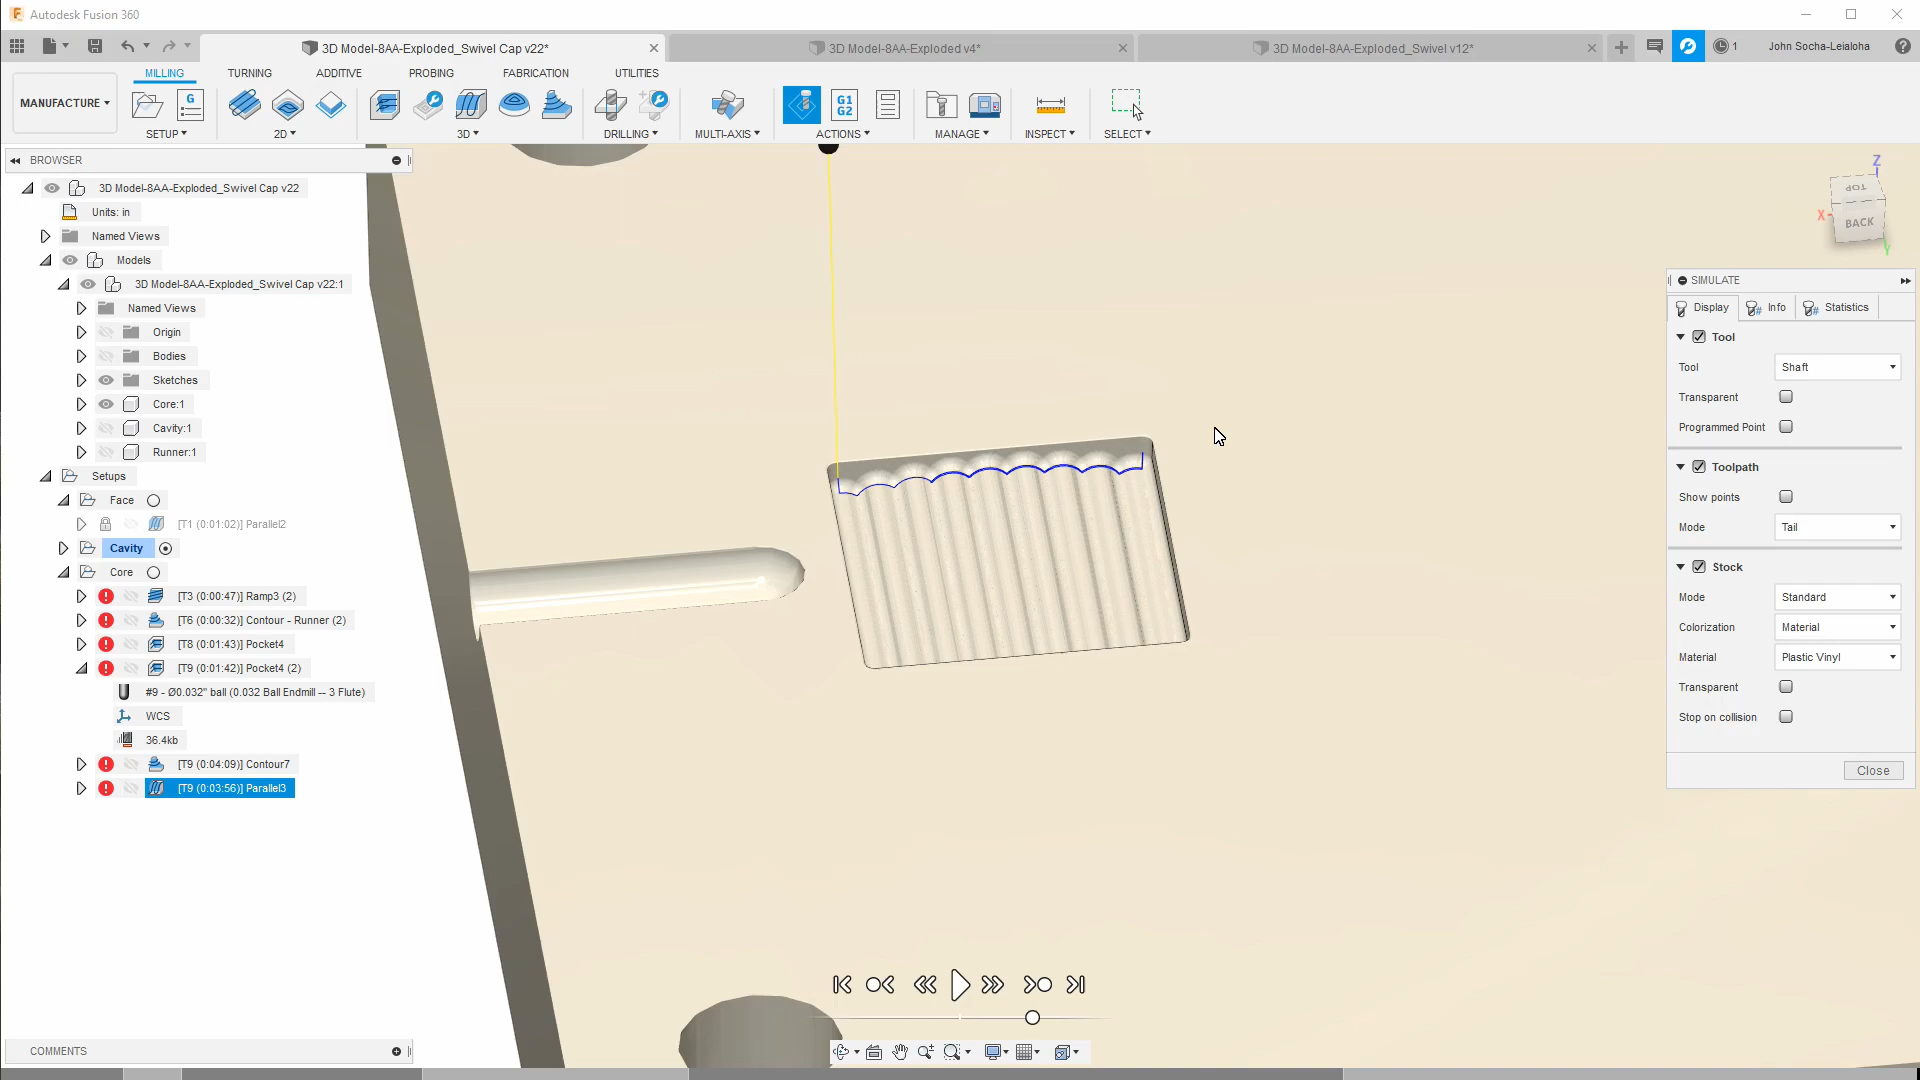 Autodesk Fusion 360
3D Model-8AA-Exploded_Swivel Cap v22*
3D Model-8AA-Exploded v4*
3D Model-8AA-Exploded_Swivel v12*
1
John Socha-Leialoha
MILLING
TURNING
ADDITIVE
PROBING
FABRICATION
UTILITIES
MANUFACTURE
G
G1
G2
SETUP
2D
3D
DRILLING
MULTI-AXIS
ACTIONS
MANAGE
INSPECT
SELECT
BROWSER
3D Model-8AA-Exploded_Swivel Cap v22
Units: in
Named Views
Models
3D Model-8AA-Exploded_Swivel Cap v22:1
Named Views
Origin
Bodies
Sketches
Core:1
Cavity:1
Runner:1
Setups
Face
[T1 (0:01:02)] Parallel2
Cavity
Core
[T3 (0:00:47)] Ramp3 (2)
[T6 (0:00:32)] Contour - Runner (2)
[T8 (0:01:43)] Pocket4
[T9 (0:01:42)] Pocket4 (2)
#9 - Ø0.032" ball (0.032 Ball Endmill -- 3 Flute)
WCS
36.4kb
[T9 (0:04:09)] Contour7
[T9 (0:03:56)] Parallel3
COMMENTS
Z
TOP
X
BACK
Y
SIMULATE
Display
Info
Statistics
Tool
Tool
Shaft
Transparent
Programmed Point
Toolpath
Show points
Mode
Tail
Stock
Mode
Standard
Colorization
Material
Material
Plastic Vinyl
Transparent
Stop on collision
Close